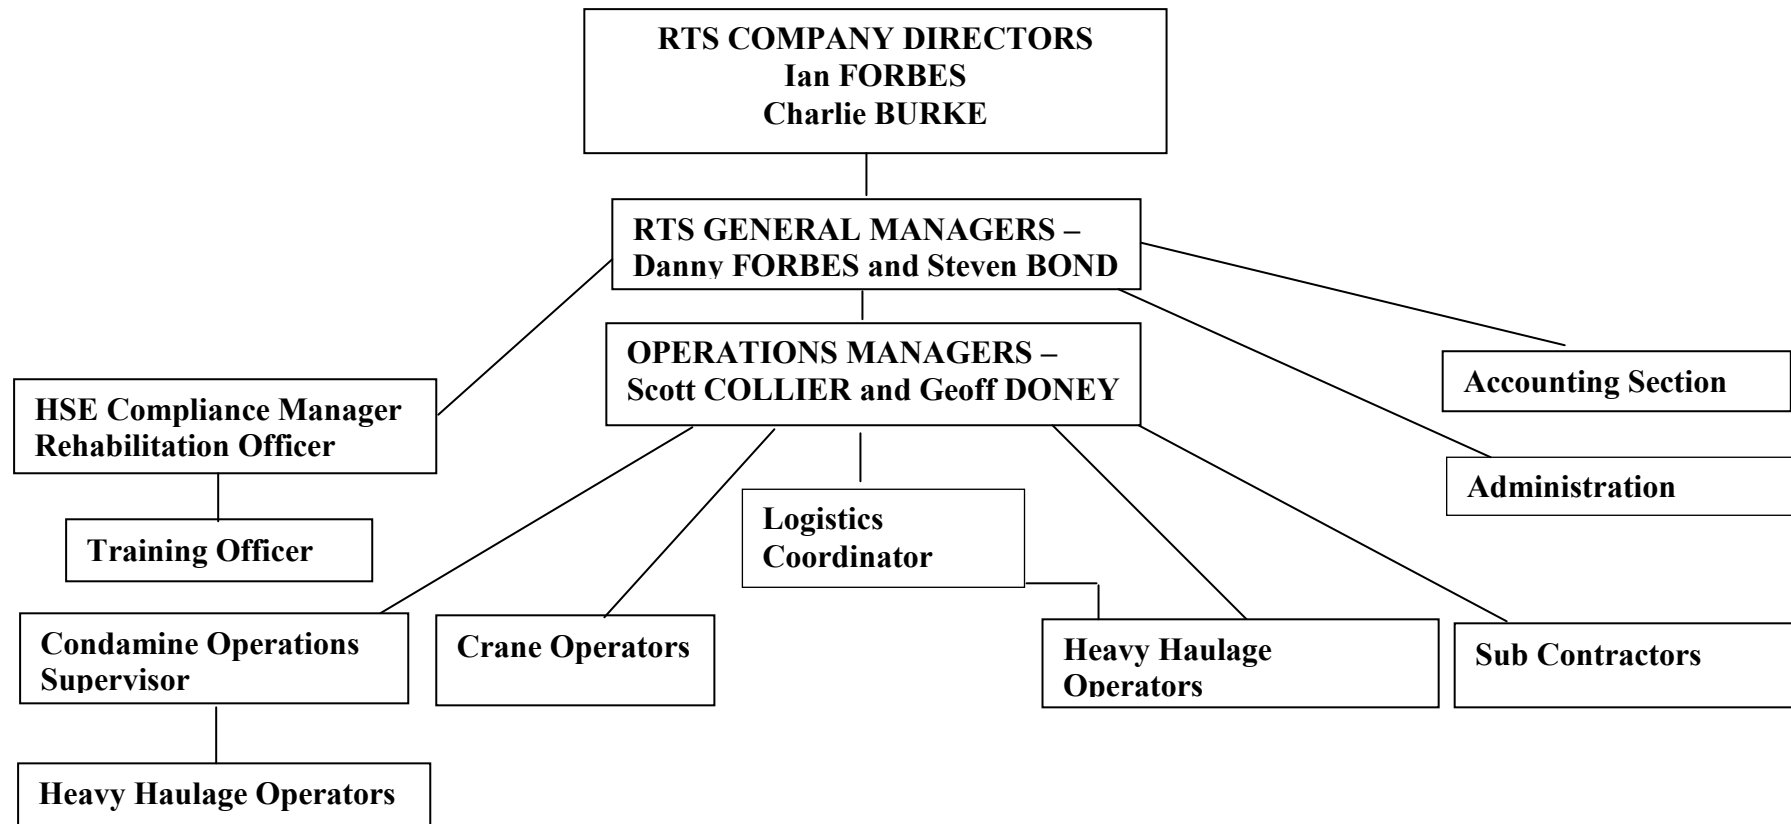 RTS COMPANY DIRECTORS
Ian FORBES
Charlie BURKE
RTS GENERAL MANAGERS –
Danny FORBES and Steven BOND
OPERATIONS MANAGERS –
Scott COLLIER and Geoff DONEY
Accounting Section
HSE Compliance Manager
Rehabilitation Officer
Administration
Logistics
Coordinator
Training Officer
Condamine Operations
Supervisor
Crane Operators
Heavy Haulage
Operators
Sub Contractors
Heavy Haulage Operators